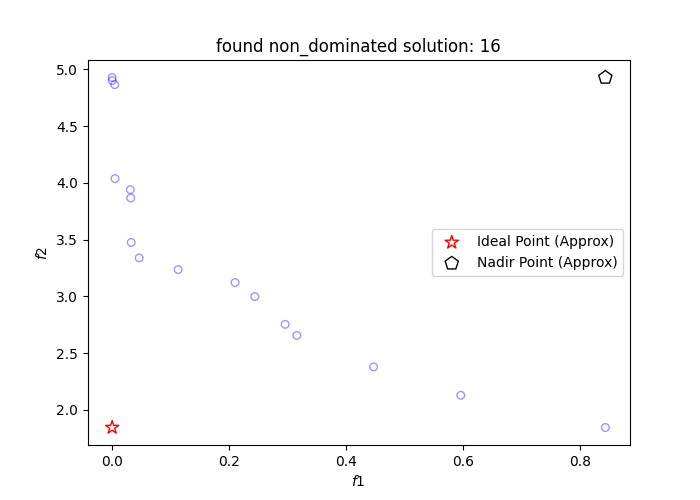 found non_dominated solution: 16
5.0
4.5
4.0
3.5
3.0
2.5
2.0
f2
Ideal Point (Approx)
Nadir Point (Approx)
0.0 0.2 0.4 0.6 0.8
f1